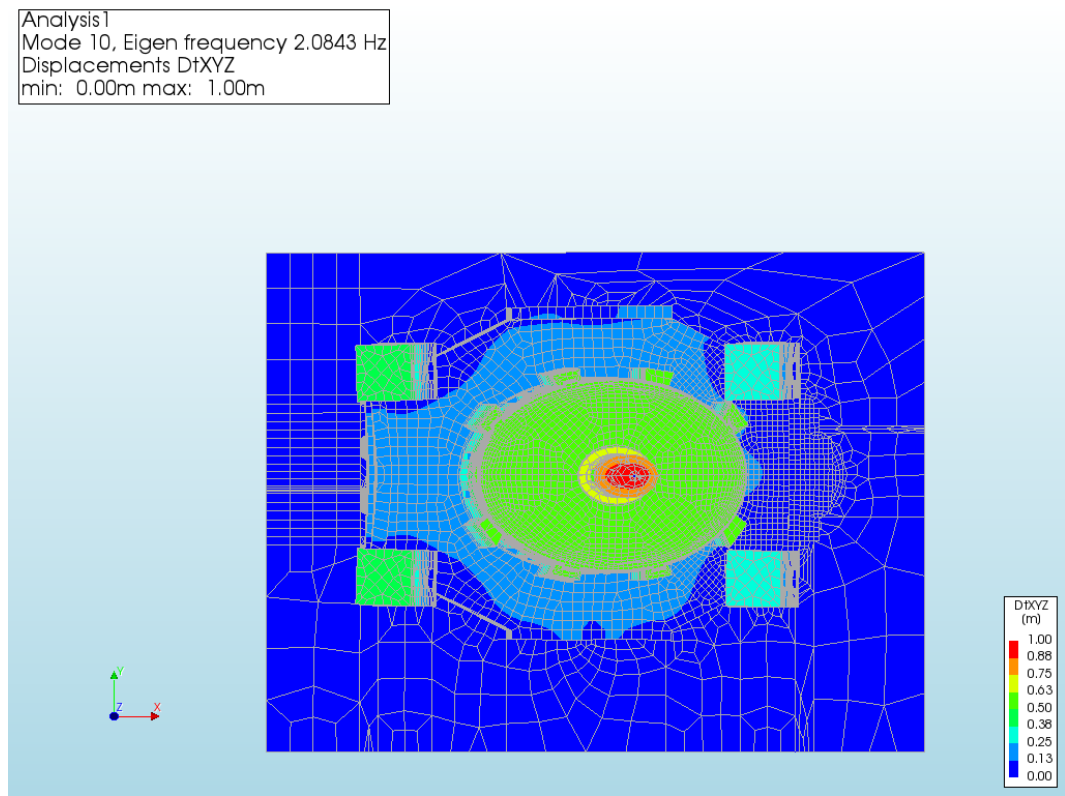 Analysis1
Mode 10, Eigen frequency 2.0843 Hz
Displacements DtXYZ
min: 0.00m max: 1.00m
DtXYZ
(m)
1.00
0.88
0.75
0.63
0.50
0.38
0.25
0.13
0.00
Y
Z
X